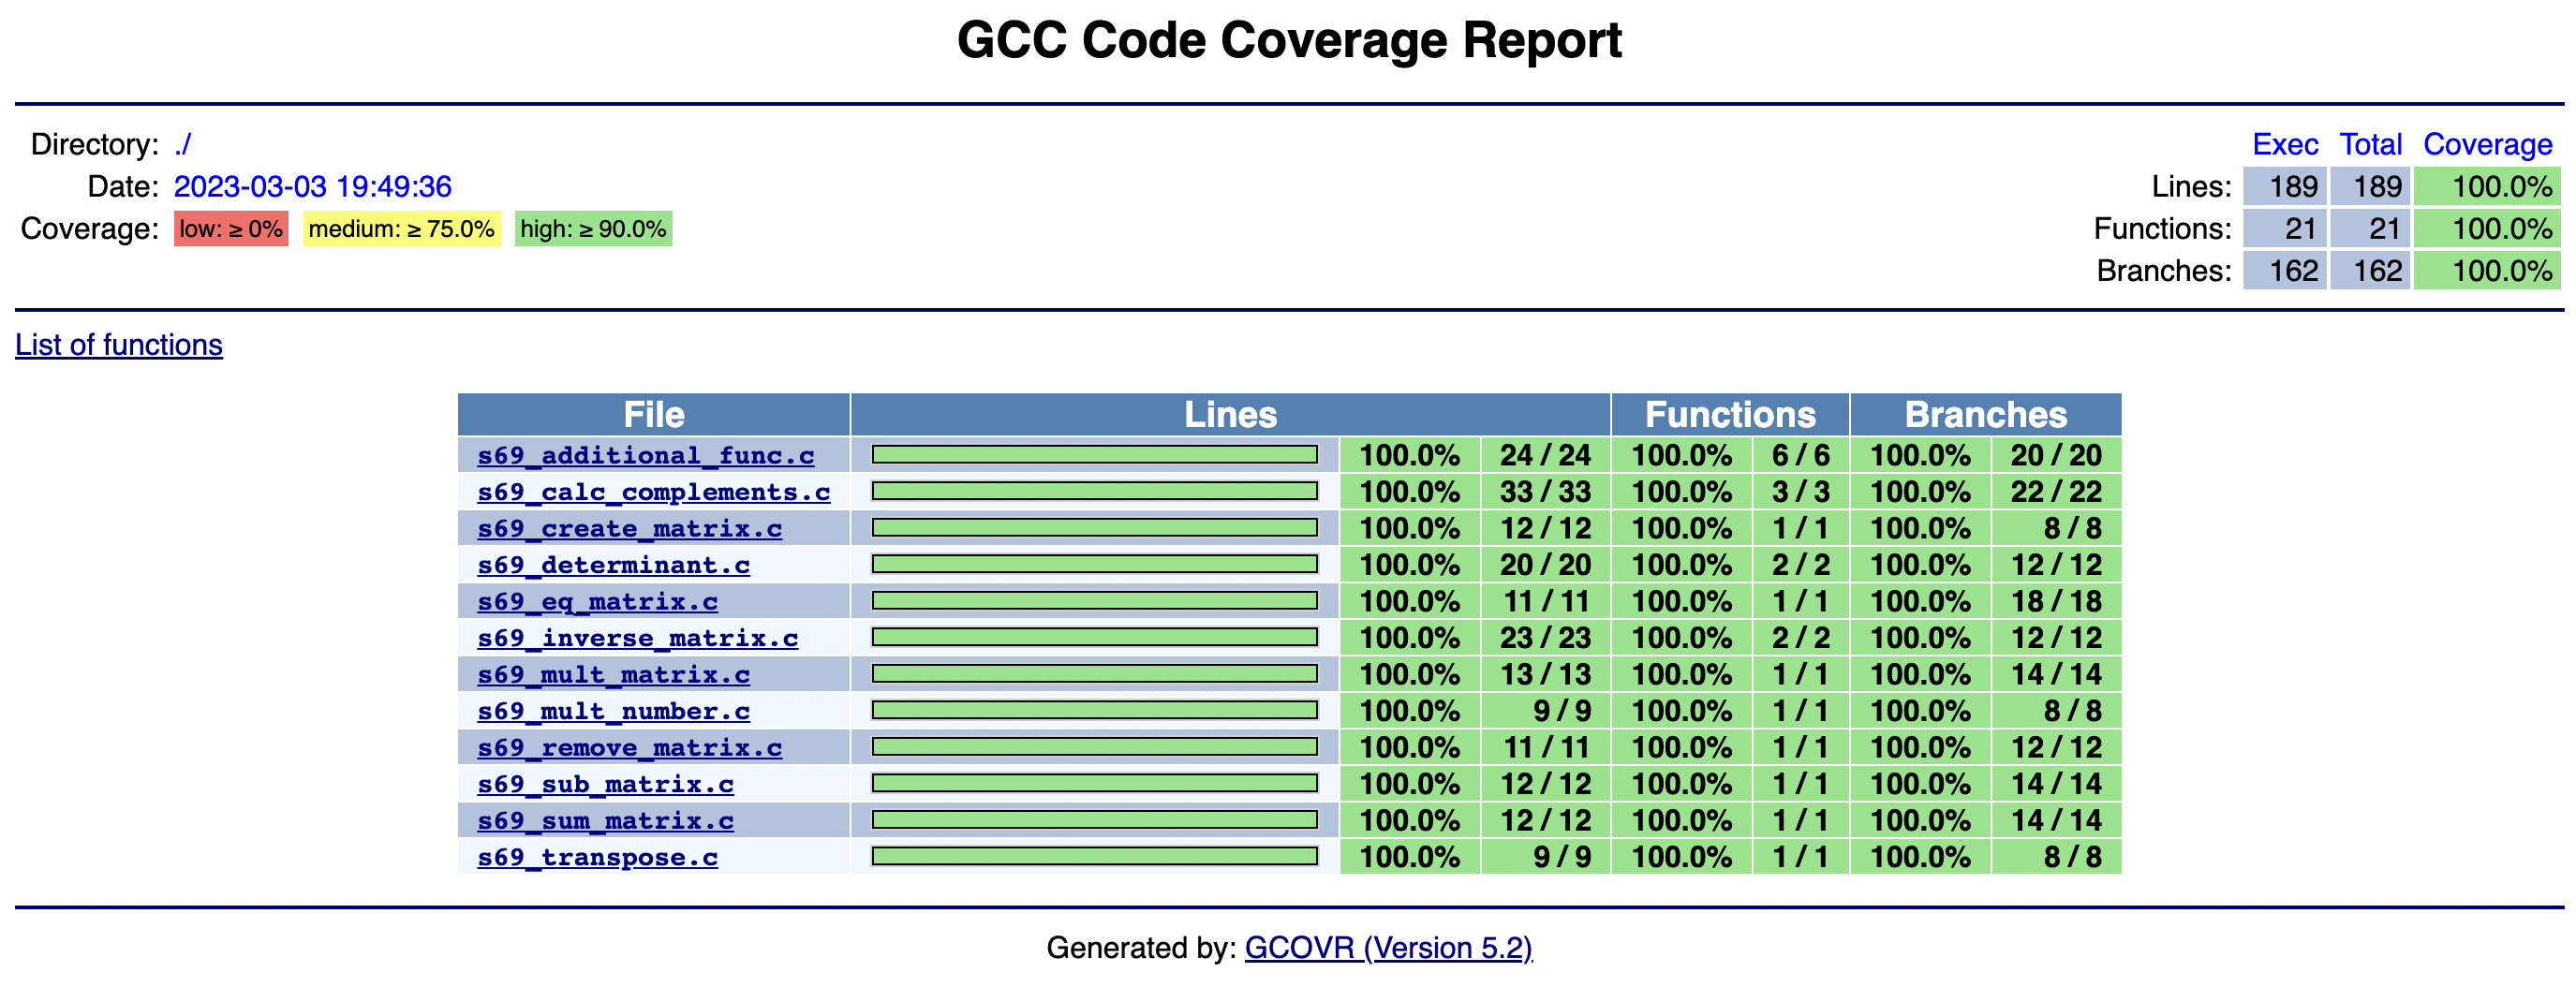 GCC Code Coverage Report
Directory: ./
Date: 2023-03-03 19:49:36
Coverage: low: ≥ 0% medium: ≥ 75.0% high: ≥ 90.0%
Exec Total Coverage
Lines: 189 189 100.0%
Functions: 21 21 100.0%
Branches: 162 162 100.0%
List of functions
File Lines Functions Branches
s69_additional_func.c 100.0% 24 / 24 100.0% 6 / 6 100.0% 20 / 20
s69_calc_complements.c 100.0% 33 / 33 100.0% 3 / 3 100.0% 22 / 22
s69_create_matrix.c 100.0% 12 / 12 100.0% 1 / 1 100.0% 8 / 8
s69_determinant.c 100.0% 20 / 20 100.0% 2 / 2 100.0% 12 / 12
s69_eq_matrix.c 100.0% 11 / 11 100.0% 1 / 1 100.0% 18 / 18
s69_inverse_matrix.c 100.0% 23 / 23 100.0% 2 / 2 100.0% 12 / 12
s69_mult_matrix.c 100.0% 13 / 13 100.0% 1 / 1 100.0% 14 / 14
s69_mult_number.c 100.0% 9 / 9 100.0% 1 / 1 100.0% 8 / 8
s69_remove_matrix.c 100.0% 11 / 11 100.0% 1 / 1 100.0% 12 / 12
s69_sub_matrix.c 100.0% 12 / 12 100.0% 1 / 1 100.0% 14 / 14
s69_sum_matrix.c 100.0% 12 / 12 100.0% 1 / 1 100.0% 14 / 14
s69_transpose.c 100.0% 9 / 9 100.0% 1 / 1 100.0% 8 / 8
Generated by: GCOVR (Version 5.2)